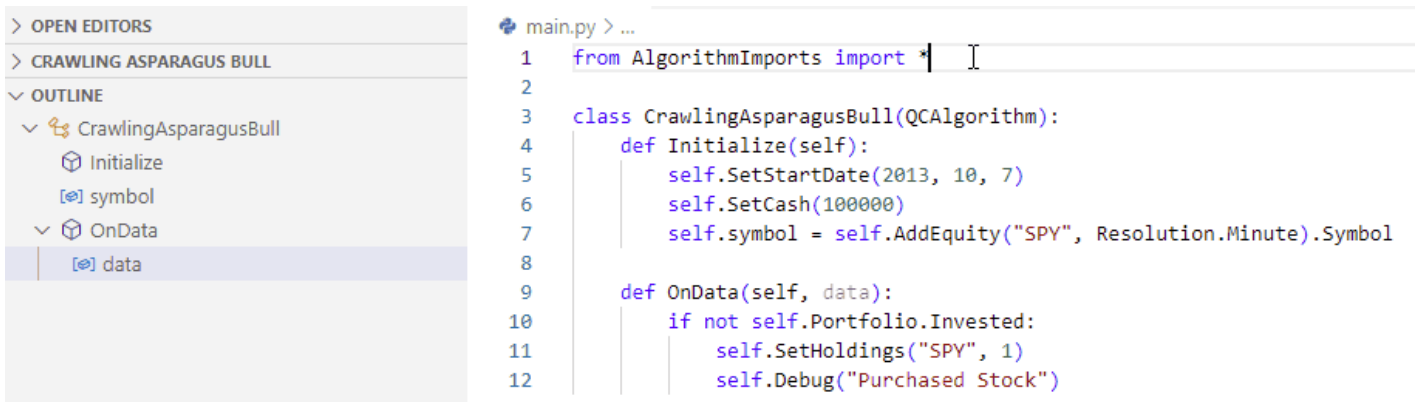 OPEN EDITORS
CRAWLING ASPARAGUS BULL
OUTLINE
CrawlingAsparagusBull
Initialize
symbol
OnData
data
main.py > ...
1 from AlgorithmImports import *
2
3 class CrawlingAsparagusBull(QCAlgorithm):
4     def Initialize(self):
5         self.SetStartDate(2013, 10, 7)
6         self.SetCash(100000)
7         self.symbol = self.AddEquity("SPY", Resolution.Minute).Symbol
8
9     def OnData(self, data):
10         if not self.Portfolio.Invested:
11             self.SetHoldings("SPY", 1)
12             self.Debug("Purchased Stock")